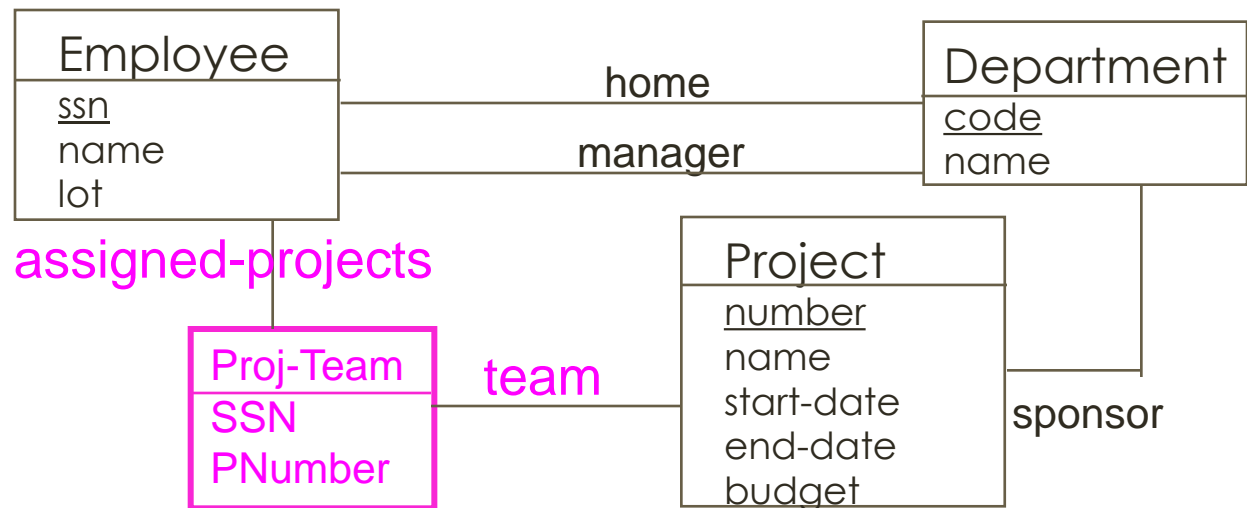 Employee
ssn
name
lot
home
manager
Department
code
name
assigned-projects
Proj-Team
SSN
PNumber
team
Project
number
name
start-date
end-date
budget
sponsor